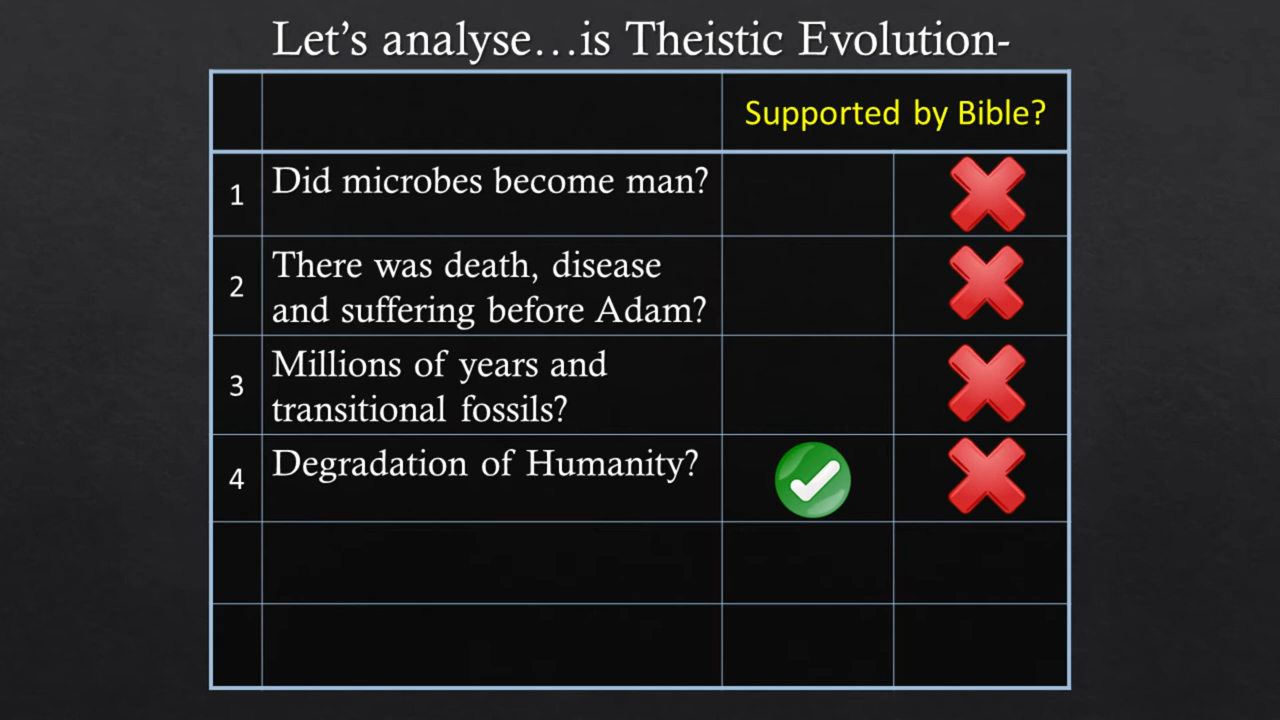 Let's analyse...is Theistic Evolution-
Supported by Bible?
1
Did microbes become man?
2
There was death, disease
and suffering before Adam?
3
Millions of years and
transitional fossils?
4
Degradation of Humanity?